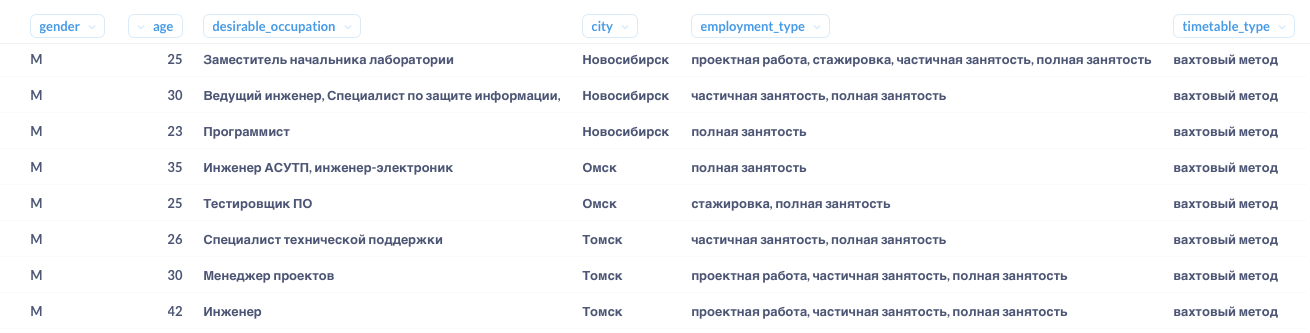 gender age desirable_occupation city employment_type timetable_type
M 25 Заместитель начальника лаборатории Новосибирск проектная работа, стажировка, частичная занятость, полная занятость вахтовый метод
M 30 Ведущий инженер, Специалист по защите информации, Новосибирск частичная занятость, полная занятость вахтовый метод
M 23 Программист Новосибирск полная занятость вахтовый метод
M 35 Инженер АСУТП, инженер-электроник Омск полная занятость вахтовый метод
M 25 Тестировщик ПО Омск стажировка, полная занятость вахтовый метод
M 26 Специалист технической поддержки Томск частичная занятость, полная занятость вахтовый метод
M 30 Менеджер проектов Томск проектная работа, частичная занятость, полная занятость вахтовый метод
M 42 Инженер Томск проектная работа, частичная занятость, полная занятость вахтовый метод